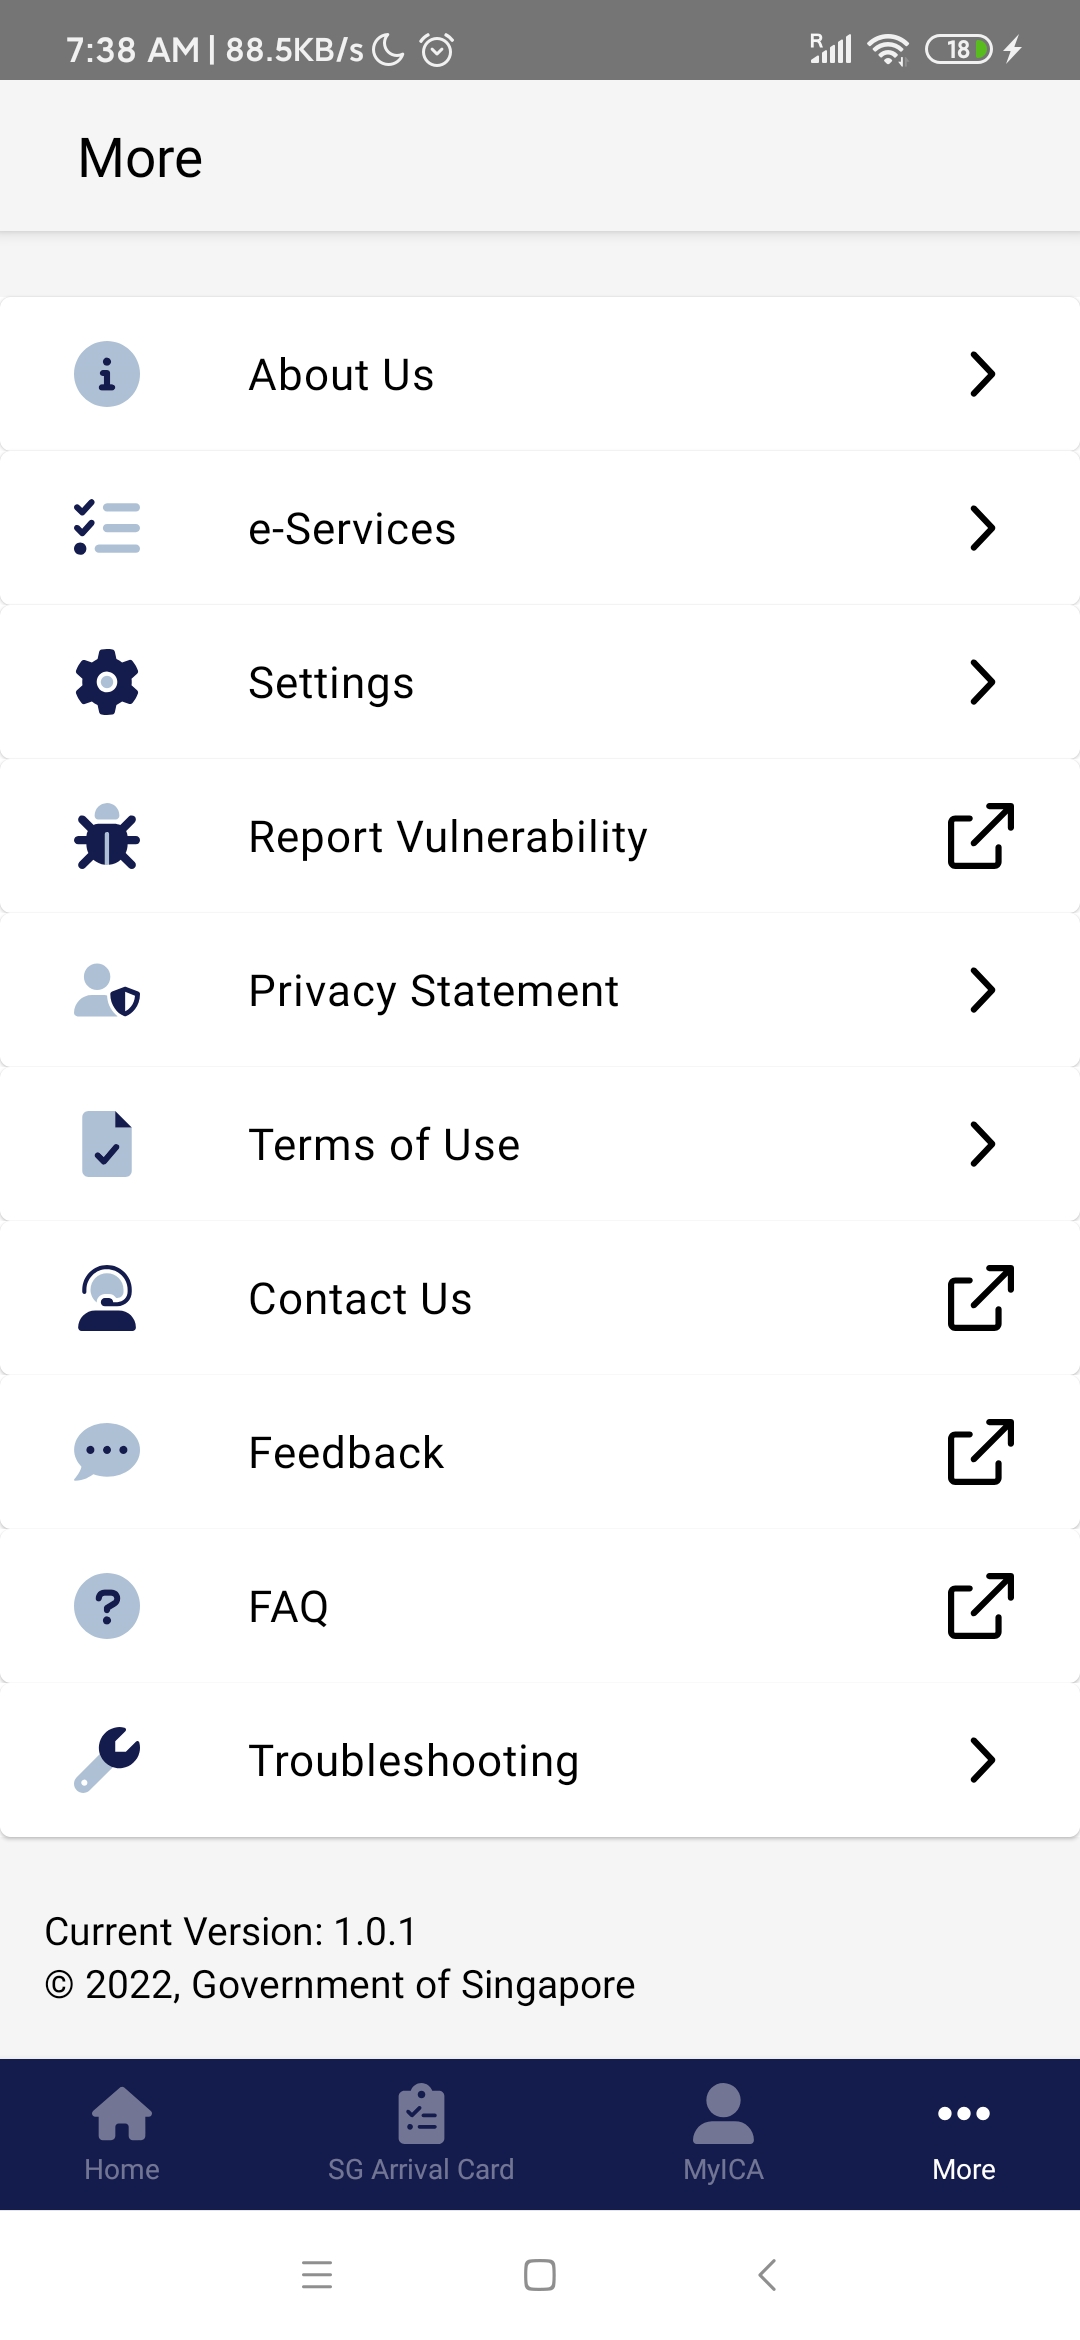 7:38 AM | 88.5KB/s
R
18
More
About Us
e-Services
Settings
Report Vulnerability
Privacy Statement
Terms of Use
Contact Us
Feedback
FAQ
Troubleshooting
Current Version: 1.0.1
© 2022, Government of Singapore
Home
SG Arrival Card
MyICA
More